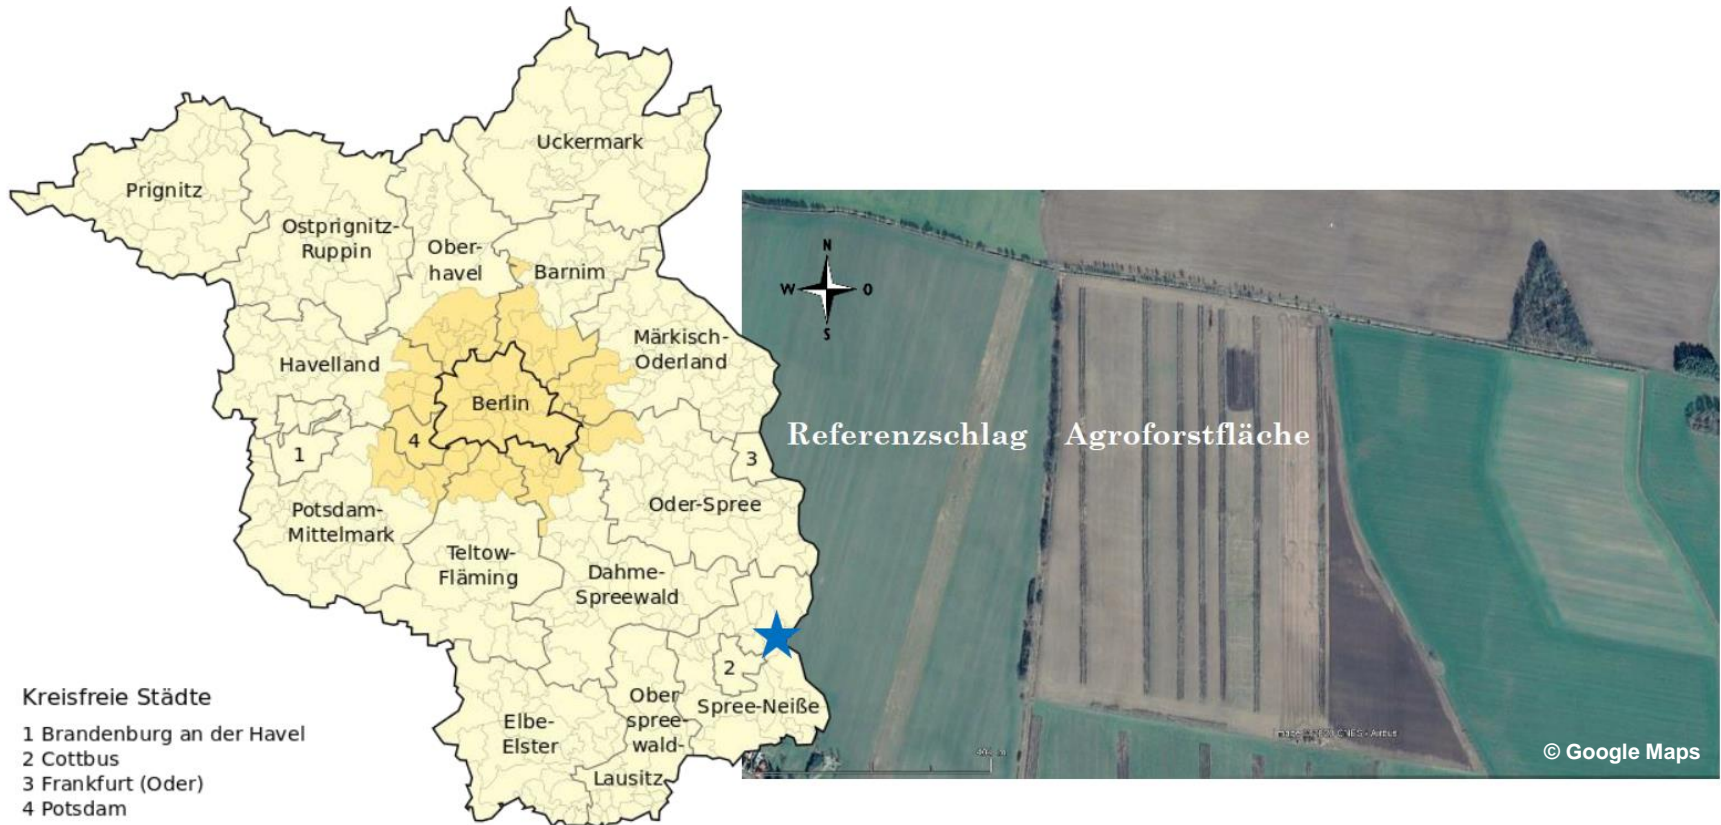 Uckermark
Prignitz
Ostprignitz-
Ruppin
Ober-
havel
Barnim
Märkisch-
Oderland
Havelland
Berlin
4
1
3
Potsdam-
Mittelmark
Oder-Spree
Teltow-
Fläming
Dahme-
Spreewald
2
Spree-Neiße
Ober
spree-
wald-
Lausitz
Elbe-
Elster
Kreisfreie Städte
1 Brandenburg an der Havel
2 Cottbus
3 Frankfurt (Oder)
4 Potsdam
N
W O
S
Referenzschlag Agroforstfläche
© Google Maps